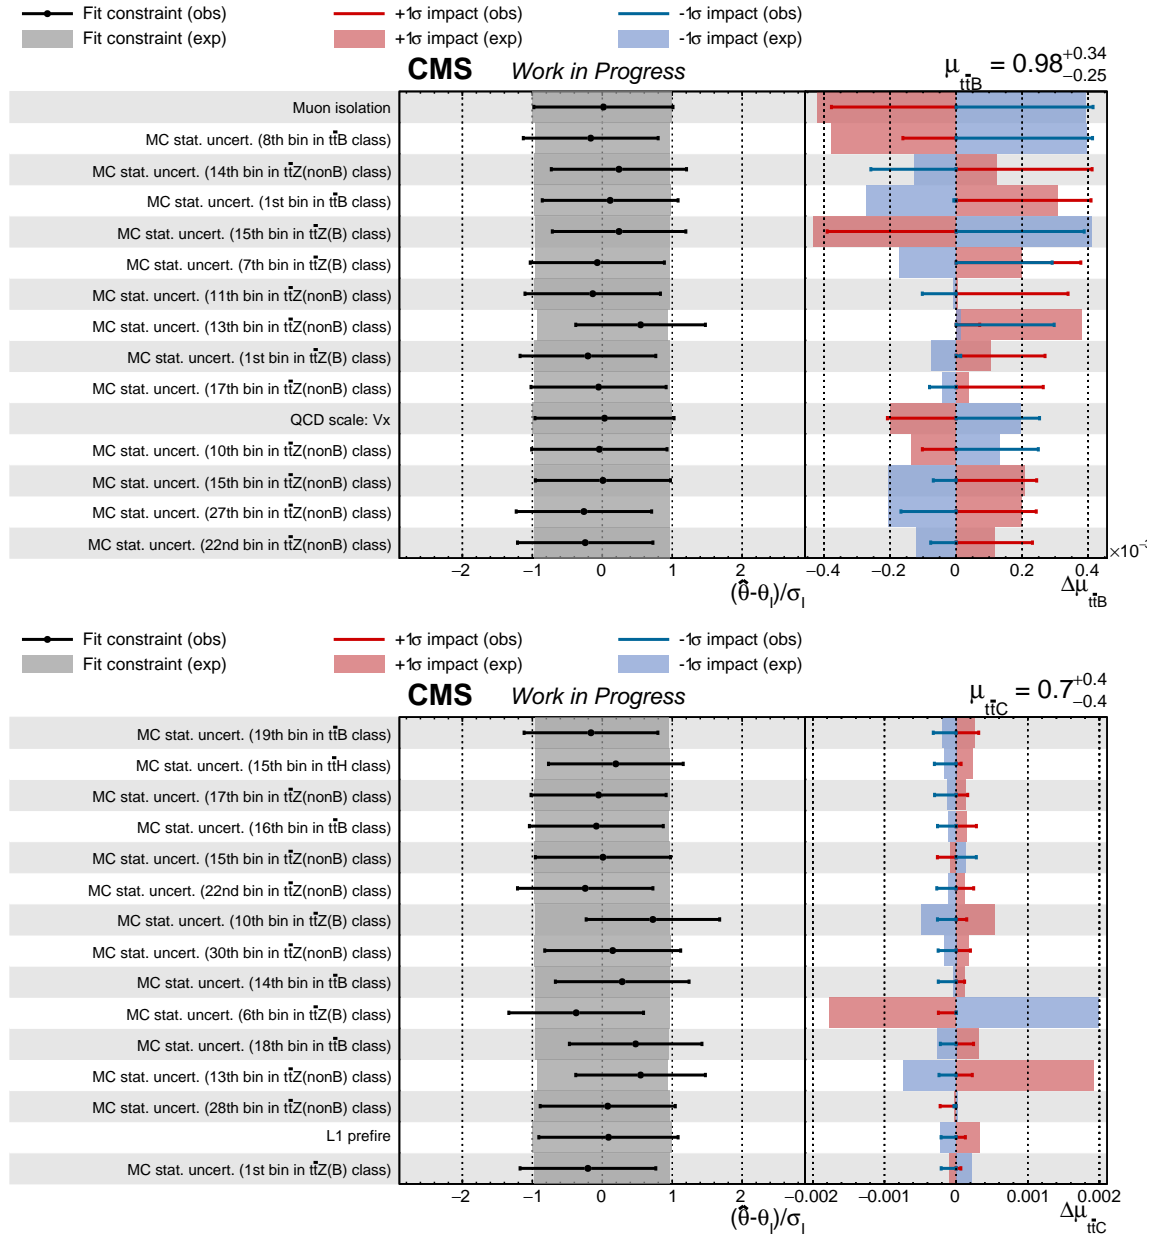 Fit constraint (obs) +1σ impact (obs) -1σ impact (obs)
Fit constraint (exp) +1σ impact (exp) -1σ impact (exp)
CMS Work in Progress μ_tt̄B = 0.98 +0.34 −0.25
Muon isolation
MC stat. uncert. (8th bin in tt̄B class)
MC stat. uncert. (14th bin in tt̄Z(nonB) class)
MC stat. uncert. (1st bin in tt̄B class)
MC stat. uncert. (15th bin in tt̄Z(B) class)
MC stat. uncert. (7th bin in tt̄Z(B) class)
MC stat. uncert. (11th bin in tt̄Z(nonB) class)
MC stat. uncert. (13th bin in tt̄Z(nonB) class)
MC stat. uncert. (1st bin in tt̄Z(B) class)
MC stat. uncert. (17th bin in tt̄Z(nonB) class)
QCD scale: Vx
MC stat. uncert. (10th bin in tt̄Z(nonB) class)
MC stat. uncert. (15th bin in tt̄Z(nonB) class)
MC stat. uncert. (27th bin in tt̄Z(nonB) class)
MC stat. uncert. (22nd bin in tt̄Z(nonB) class)
×10
−2 −1 0 1 2 −0.4 −0.2 0 0.2 0.4
(θ̂-θ_I)/σ_I Δμ_tt̄B
Fit constraint (obs) +1σ impact (obs) -1σ impact (obs)
Fit constraint (exp) +1σ impact (exp) -1σ impact (exp)
CMS Work in Progress μ_tt̄C = 0.7 +0.4 −0.4
MC stat. uncert. (19th bin in tt̄B class)
MC stat. uncert. (15th bin in tt̄H class)
MC stat. uncert. (17th bin in tt̄Z(nonB) class)
MC stat. uncert. (16th bin in tt̄B class)
MC stat. uncert. (15th bin in tt̄Z(nonB) class)
MC stat. uncert. (22nd bin in tt̄Z(nonB) class)
MC stat. uncert. (10th bin in tt̄Z(B) class)
MC stat. uncert. (30th bin in tt̄Z(nonB) class)
MC stat. uncert. (14th bin in tt̄B class)
MC stat. uncert. (6th bin in tt̄Z(B) class)
MC stat. uncert. (18th bin in tt̄B class)
MC stat. uncert. (13th bin in tt̄Z(nonB) class)
MC stat. uncert. (28th bin in tt̄Z(nonB) class)
L1 prefire
MC stat. uncert. (1st bin in tt̄Z(B) class)
−2 −1 0 1 2 −0.002 −0.001 0 0.001 0.002
(θ̂-θ_I)/σ_I Δμ_tt̄C